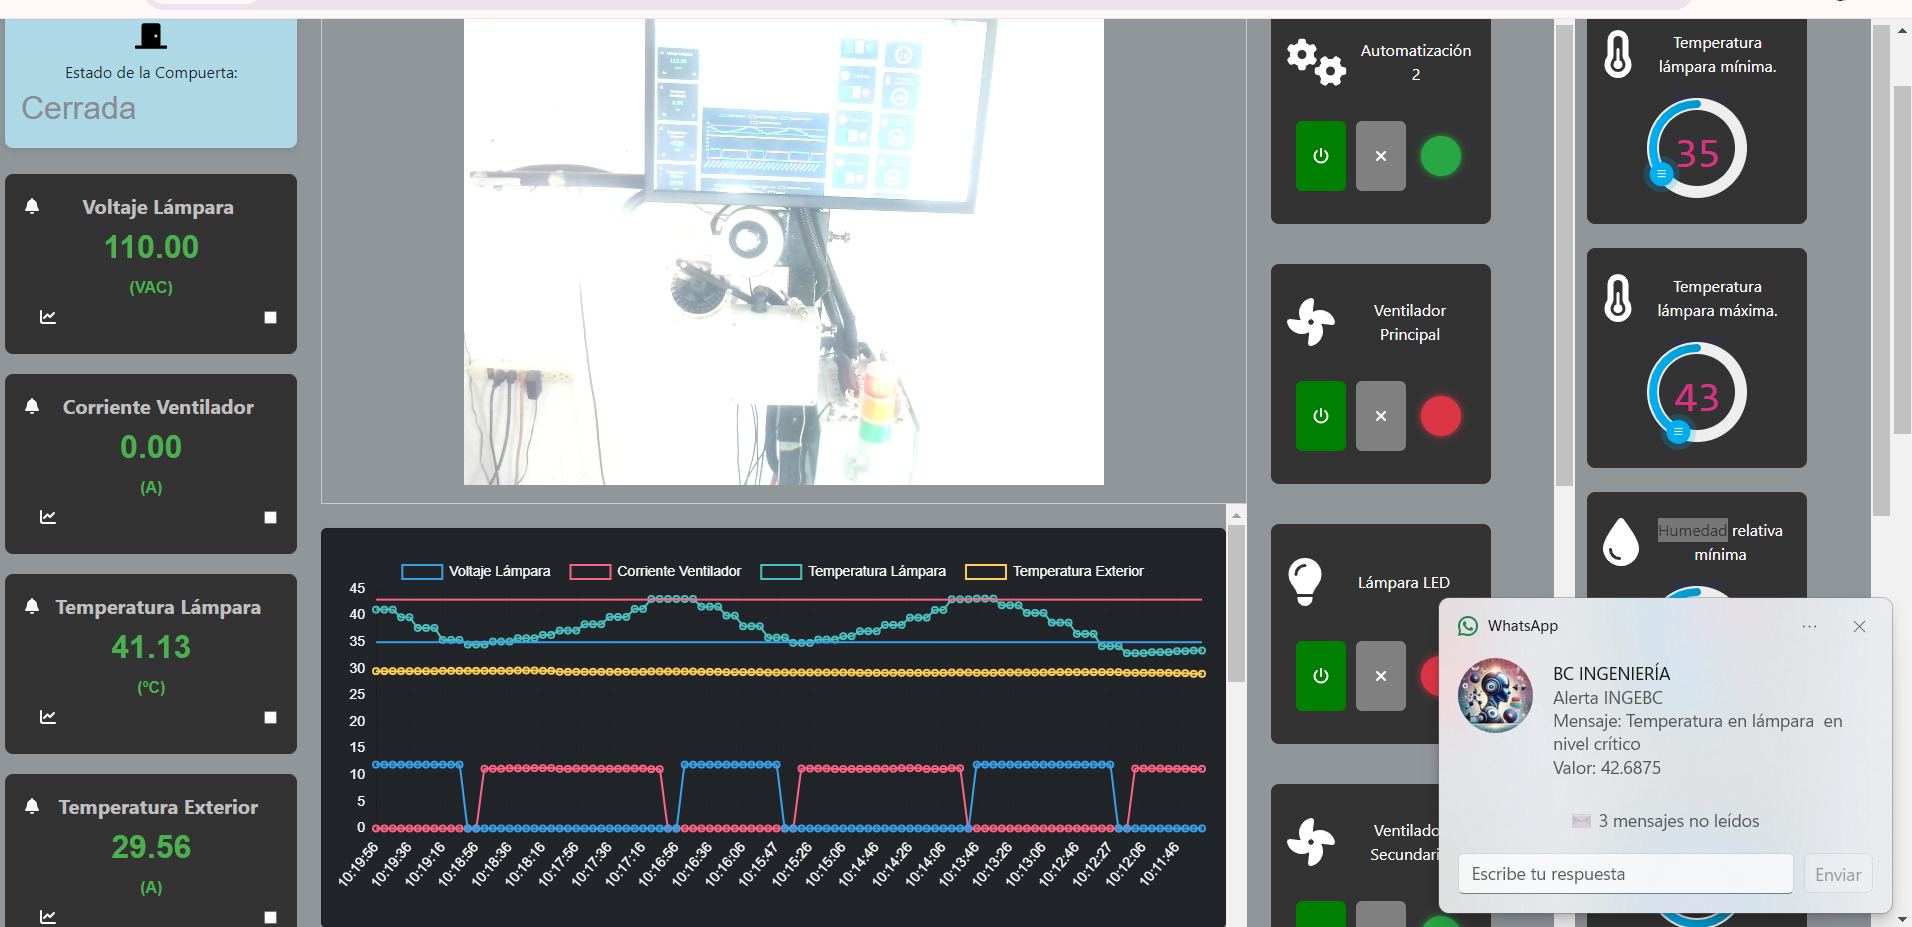 Estado de la Compuerta:
Cerrada
Voltaje Lámpara
110.00
(VAC)
Corriente Ventilador
0.00
(A)
Temperatura Lámpara
41.13
(ºC)
Temperatura Exterior
29.56
(A)
Voltaje Lámpara
Corriente Ventilador
Temperatura Lámpara
Temperatura Exterior
45
40
35
30
25
20
15
10
5
0
10:19:56
10:19:36
10:19:16
10:18:56
10:18:36
10:18:16
10:17:56
10:17:36
10:17:16
10:16:56
10:16:36
10:16:06
10:15:47
10:15:26
10:15:06
10:14:46
10:14:26
10:14:06
10:13:46
10:13:26
10:13:06
10:12:46
10:12:27
10:12:06
10:11:46
Automatización
2
Ventilador
Principal
Lámpara LED
Ventilado
Secundari
Temperatura
lámpara mínima.
35
Temperatura
lámpara máxima.
43
Humedad relativa
mínima
WhatsApp
BC INGENIERÍA
Alerta INGEBC
Mensaje: Temperatura en lámpara en
nivel crítico
Valor: 42.6875
3 mensajes no leídos
Escribe tu respuesta
Enviar